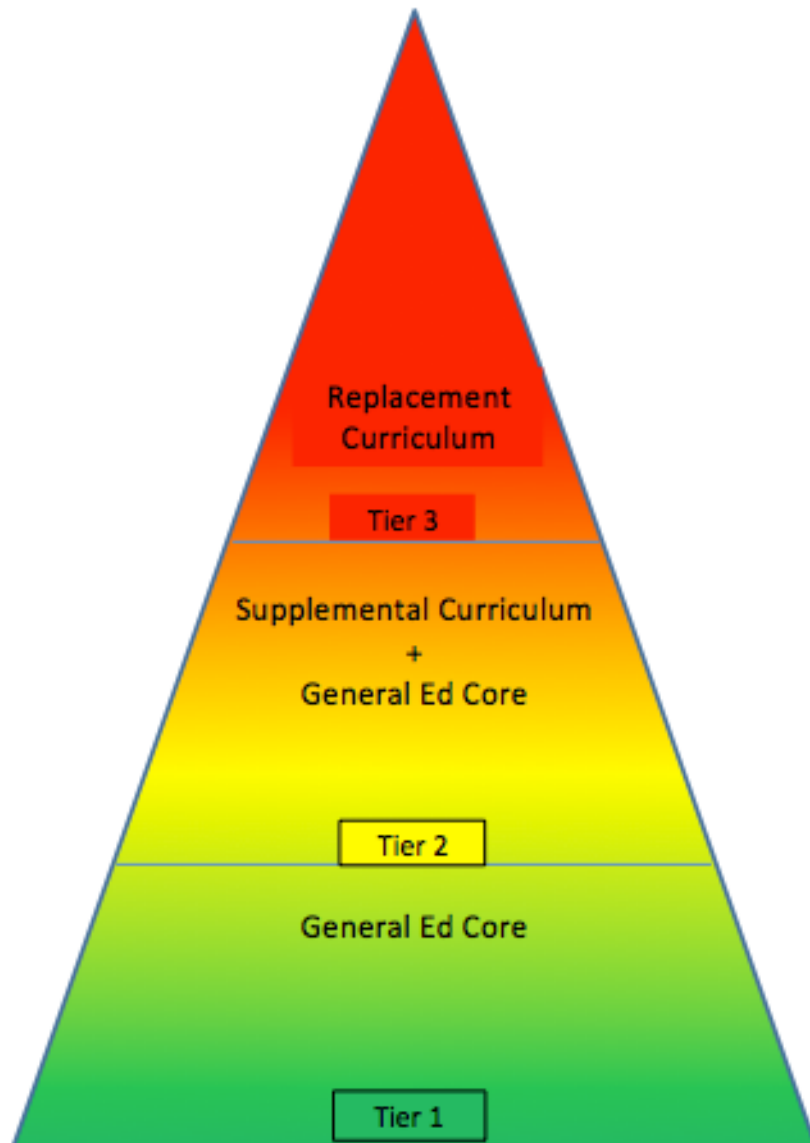 Replacement
Curriculum
Tier 3
Supplemental Curriculum
+
General Ed Core
Tier 2
General Ed Core
Tier 1